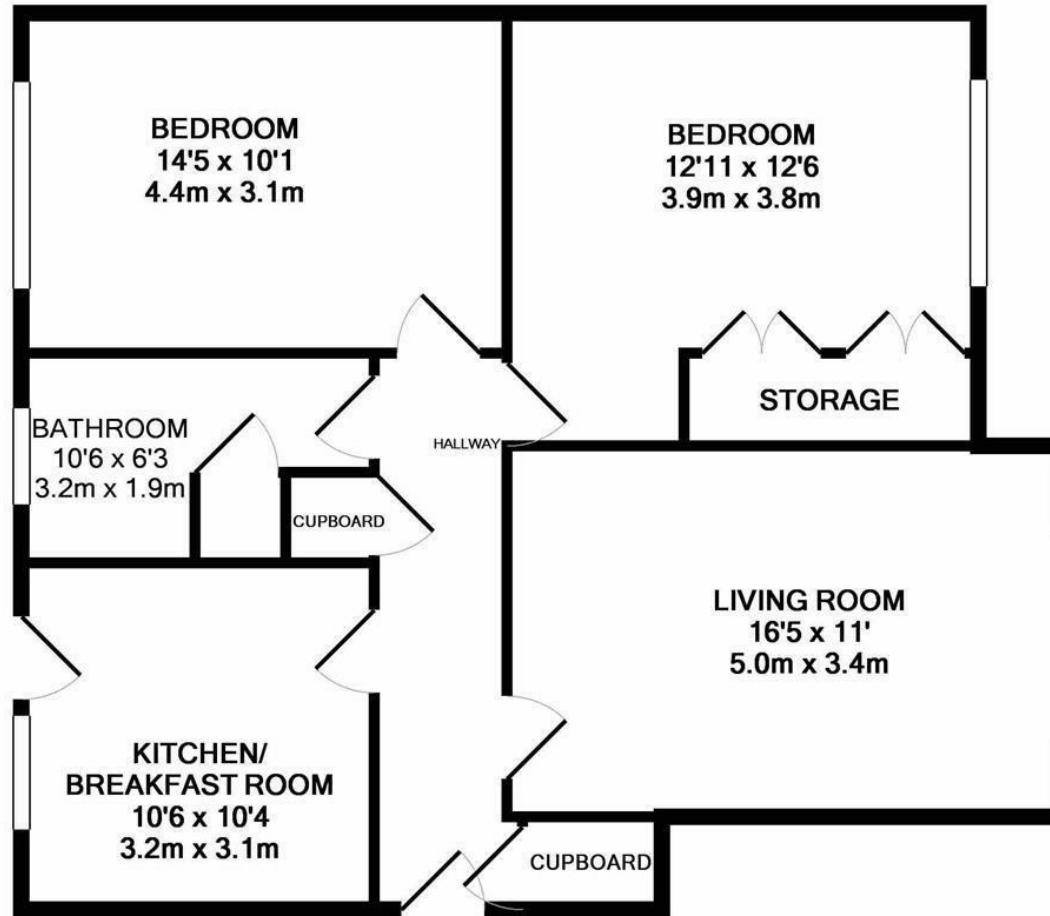 BEDROOM
14'5 x 10'1
4.4m x 3.1m
BEDROOM
12'11 x 12'6
3.9m x 3.8m
STORAGE
BATHROOM
10'6 x 6'3
3.2m x 1.9m
HALLWAY
CUPBOARD
LIVING ROOM
16'5 x 11'
5.0m x 3.4m
KITCHEN/
BREAKFAST ROOM
10'6 x 10'4
3.2m x 3.1m
CUPBOARD